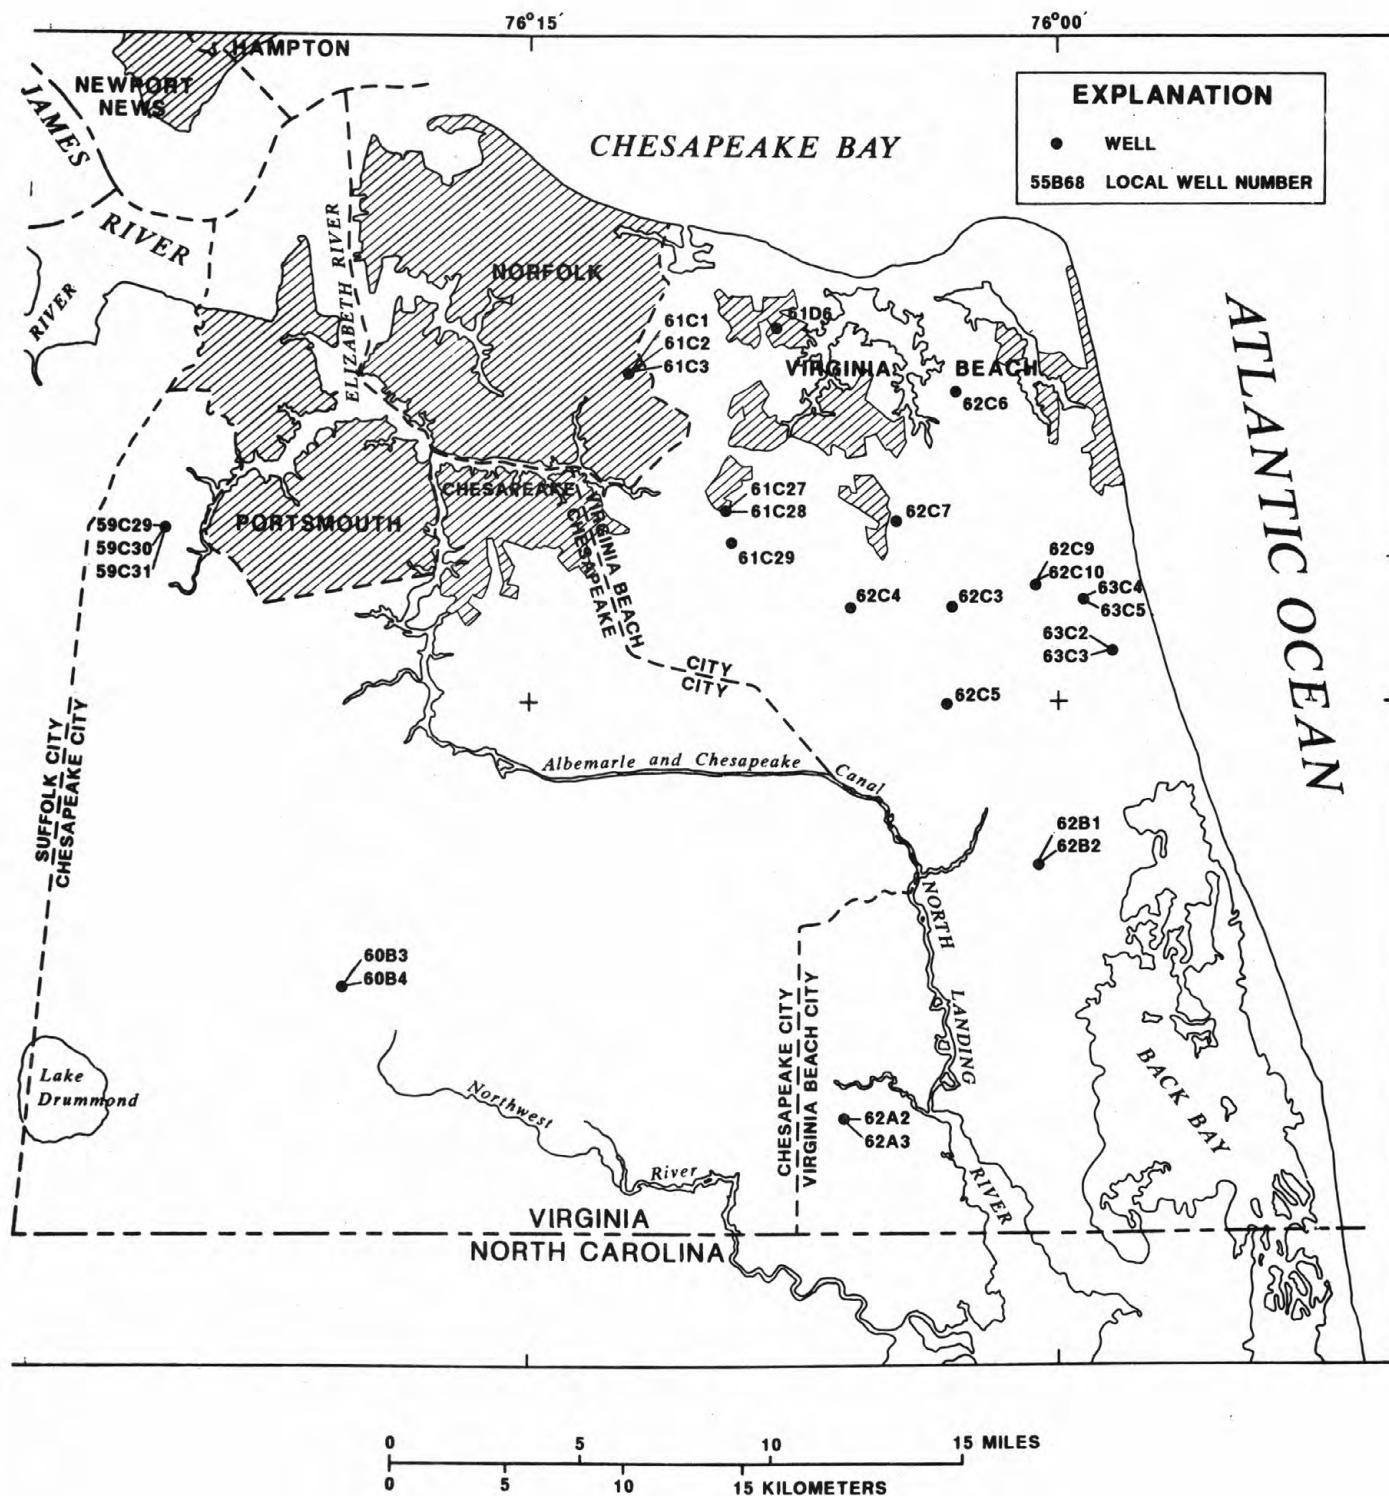 76°15′
76°00′
HAMPTON
NEWPORT
NEWS
JAMES
RIVER
CHESAPEAKE BAY
EXPLANATION
WELL
55B68 LOCAL WELL NUMBER
RIVER
ELIZABETH RIVER
NORFOLK
61C1
61C2
61C3
61D6
VIRGINIA BEACH
62C6
ATLANTIC OCEAN
CHESAPEAKE
PORTSMOUTH
VIRGINIA BEACH
CHESAPEAKE
CITY
CITY
59C29
59C30
59C31
61C27
61C28
61C29
62C7
62C9
62C10
63C4
63C5
62C4
62C3
63C2
63C3
62C5
SUFFOLK CITY
CHESAPEAKE CITY
Albemarle and Chesapeake Canal
62B1
62B2
NORTH LANDING RIVER
60B3
60B4
CHESAPEAKE CITY
VIRGINIA BEACH CITY
BACK BAY
Lake
Drummond
Northwest River
62A2
62A3
VIRGINIA
NORTH CAROLINA
0 5 10 15 MILES
0 5 10 15 KILOMETERS